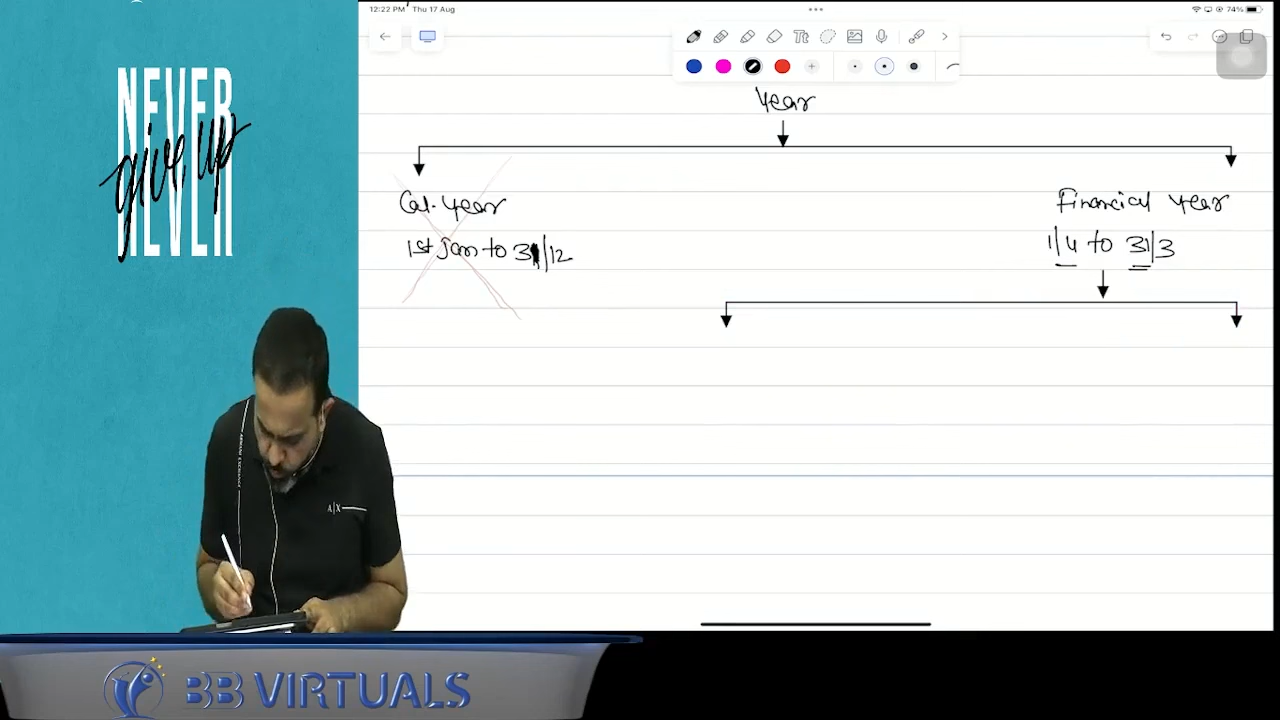 12:22 PM Thu 17 Aug
74%
NEVER
give up
NEVER
Tt
Year
Cal. Year
Financial Year
1st Jan to 31/12
1/4 to 31/3
A|X
BB VIRTUALS